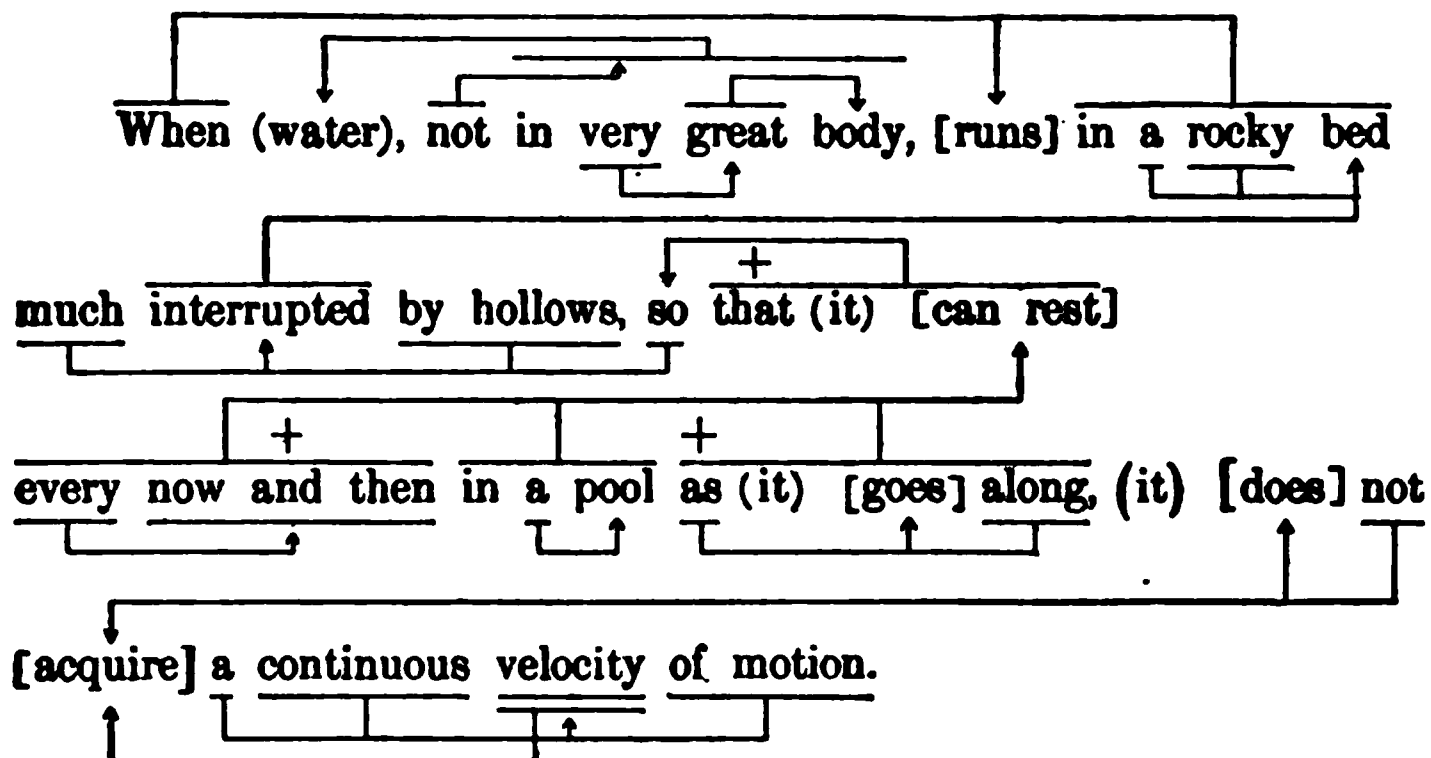 When (water), not in very great body, [runs] in a rocky bed
+
much interrupted by hollows, so that (it) [can rest]
+ +
every now and then in a pool as (it) [goes] along, (it) [does] not
[acquire] a continuous velocity of motion.